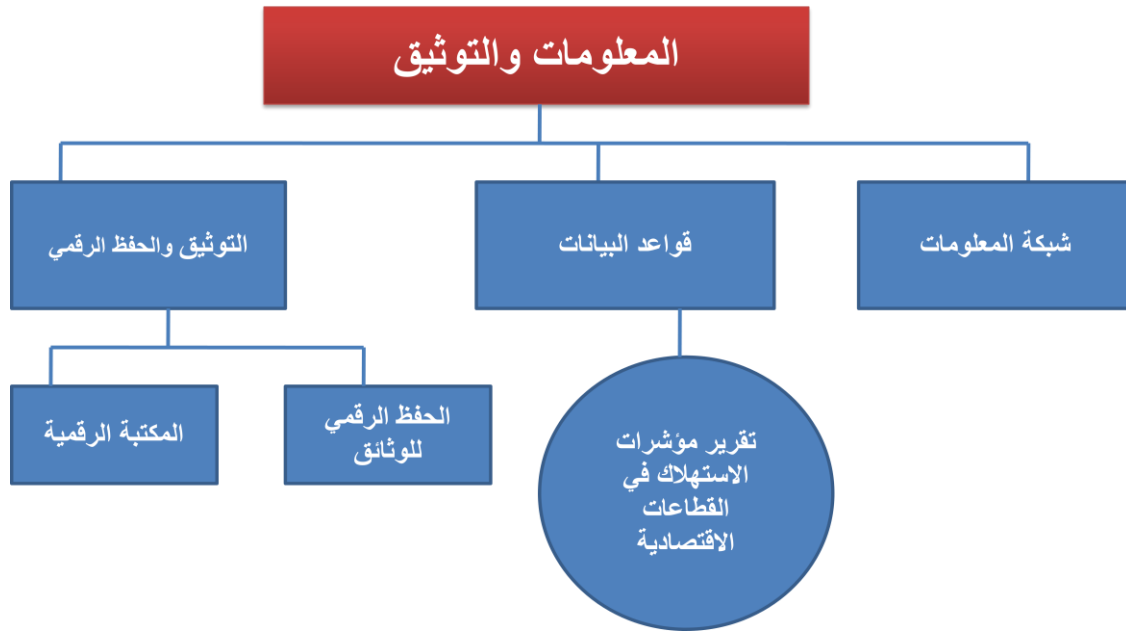 المعلومات والتوثيق
شبكة المعلومات
قواعد البيانات
التوثيق والحفظ الرقمي
الحفظ الرقمي
للوثائق
المكتبة الرقمية
تقرير مؤشرات
الاستهلاك في
القطاعات
الاقتصادية